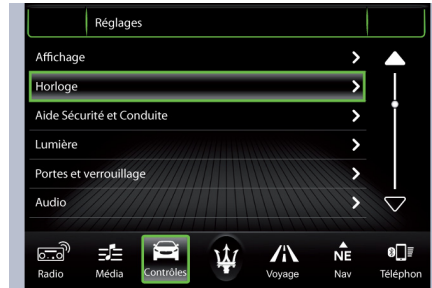 Réglages
Affichage
Horloge
Aide Sécurité et Conduite
Lumière
Portes et verrouillage
Audio
NE
Radio Média Contrôles Voyage Nav Téléphon